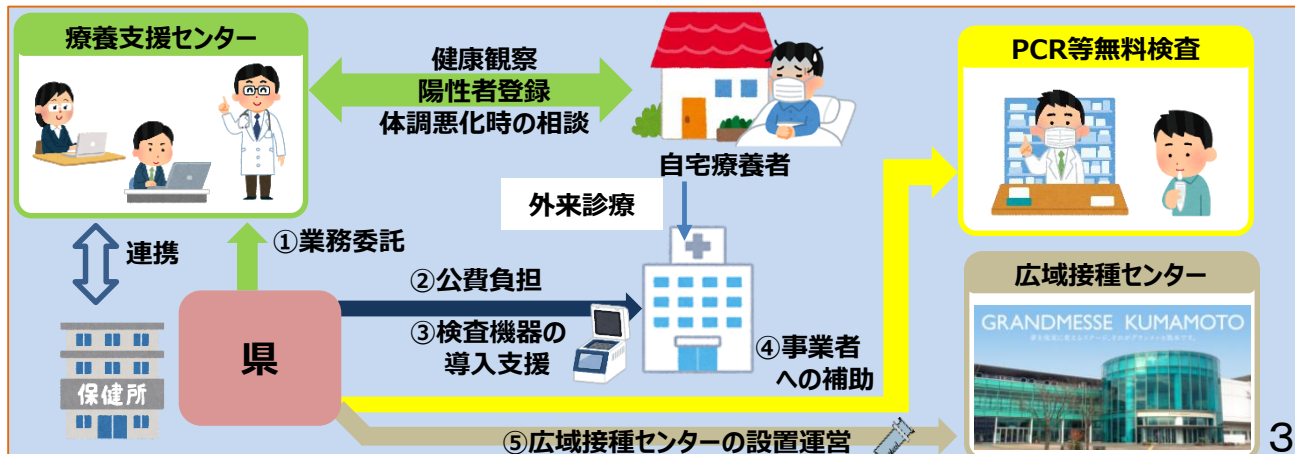 療養支援センター
健康観察
陽性者登録
体調悪化時の相談
自宅療養者
PCR等無料検査
外来診療
連携
①業務委託
②公費負担
③検査機器の
導入支援
④事業者
への補助
県
保健所
広域接種センター
GRANDMESSE KUMAMOTO
⑤広域接種センターの設置運営
3